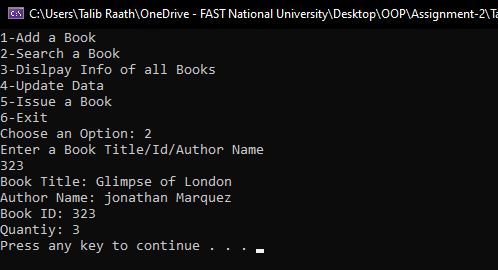 C:\Users\Talib Raath\OneDrive - FAST National University\Desktop\OOP\Assignment-2\Ta
1-Add a Book
2-Search a Book
3-Dislpay Info of all Books
4-Update Data
5-Issue a Book
6-Exit
Choose an Option: 2
Enter a Book Title/Id/Author Name
323
Book Title: Glimpse of London
Author Name: jonathan Marquez
Book ID: 323
Quantiy: 3
Press any key to continue . . .